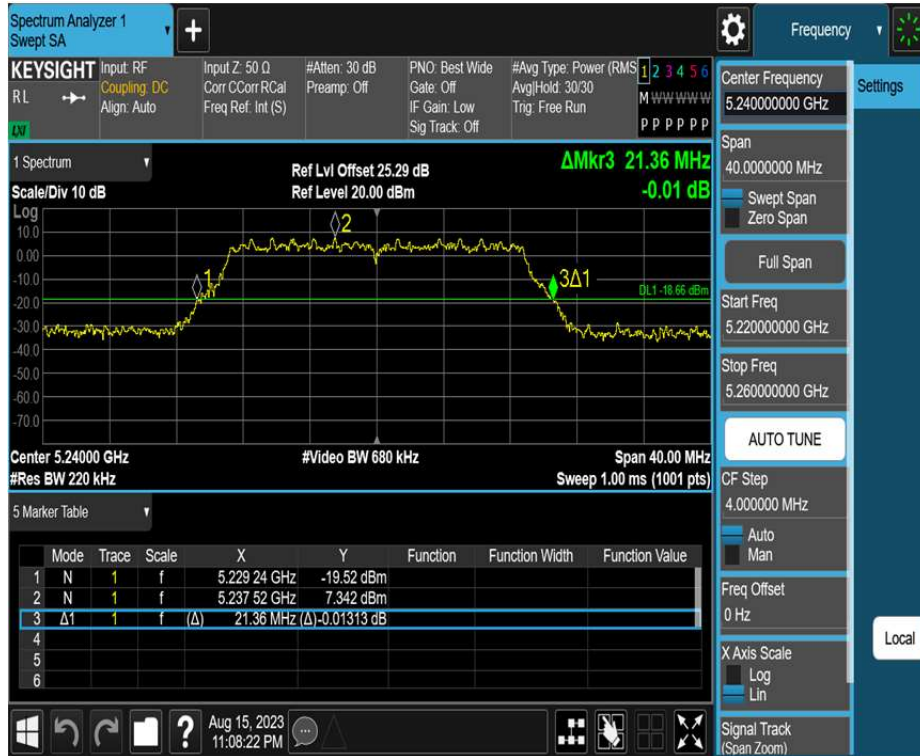 Spectrum Analyzer 1
Swept SA
+
Frequency
KEYSIGHT
RL
LXI
Input: RF
Coupling: DC
Align: Auto
Input Z: 50 Ω
Corr CCorr RCal
Freq Ref: Int (S)
#Atten: 30 dB
Preamp: Off
PNO: Best Wide
Gate: Off
IF Gain: Low
Sig Track: Off
#Avg Type: Power (RMS
Avg|Hold: 30/30
Trig: Free Run
1 2 3 4 5 6
M W W W W W
P P P P P P
Center Frequency
5.240000000 GHz
Settings
Span
40.0000000 MHz
Swept Span
Zero Span
Full Span
Start Freq
5.220000000 GHz
Stop Freq
5.260000000 GHz
AUTO TUNE
CF Step
4.000000 MHz
Auto
Man
Freq Offset
0 Hz
X Axis Scale
Log
Lin
Signal Track
(Span Zoom)
Local
1 Spectrum
Scale/Div 10 dB
Ref Lvl Offset 25.29 dB
Ref Level 20.00 dBm
ΔMkr3 21.36 MHz
-0.01 dB
Log
10.0
0.00
-10.0
-20.0
-30.0
-40.0
-50.0
-60.0
-70.0
1
2
3Δ1
DL1 -18.66 dBm
Center 5.24000 GHz
#Res BW 220 kHz
#Video BW 680 kHz
Span 40.00 MHz
Sweep 1.00 ms (1001 pts)
5 Marker Table
Mode Trace Scale X Y Function Function Width Function Value
1 N 1 f 5.229 24 GHz -19.52 dBm
2 N 1 f 5.237 52 GHz 7.342 dBm
3 Δ1 1 f (Δ) 21.36 MHz (Δ) -0.01313 dB
4
5
6
?
Aug 15, 2023
11:08:22 PM